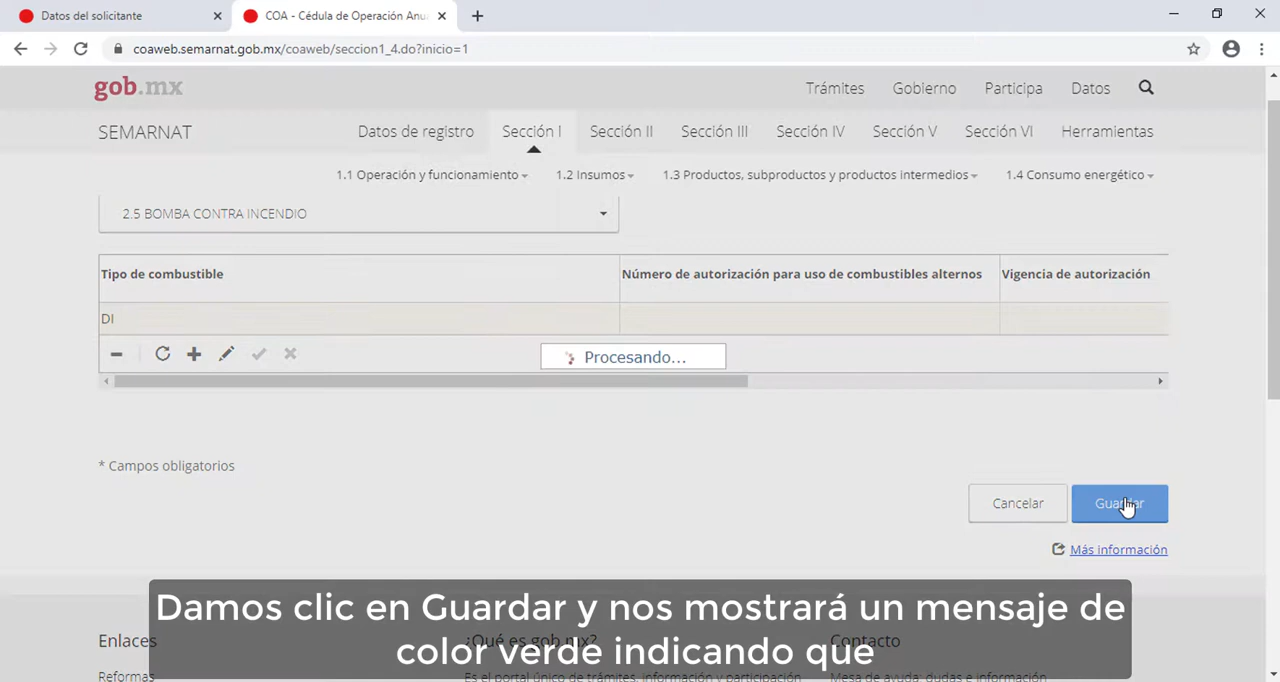 Datos del solicitante
COA - Cédula de Operación Anu
coaweb.semarnat.gob.mx/coaweb/seccion1_4.do?inicio=1
gob.mx
Trámites Gobierno Participa Datos
SEMARNAT
Datos de registro Sección I Sección II Sección III Sección IV Sección V Sección VI Herramientas
1.1 Operación y funcionamiento 1.2 Insumos 1.3 Productos, subproductos y productos intermedios 1.4 Consumo energético
2.5 BOMBA CONTRA INCENDIO
Tipo de combustible Número de autorización para uso de combustibles alternos Vigencia de autorización
DI
Procesando...
* Campos obligatorios
Cancelar Guardar
Más información
Damos clic en Guardar y nos mostrará un mensaje de
color verde indicando que
Enlaces ¿Qué es gob.mx? Contacto
Reformas Es el portal único de trámites, información y participación Mesa de ayuda: dudas e información